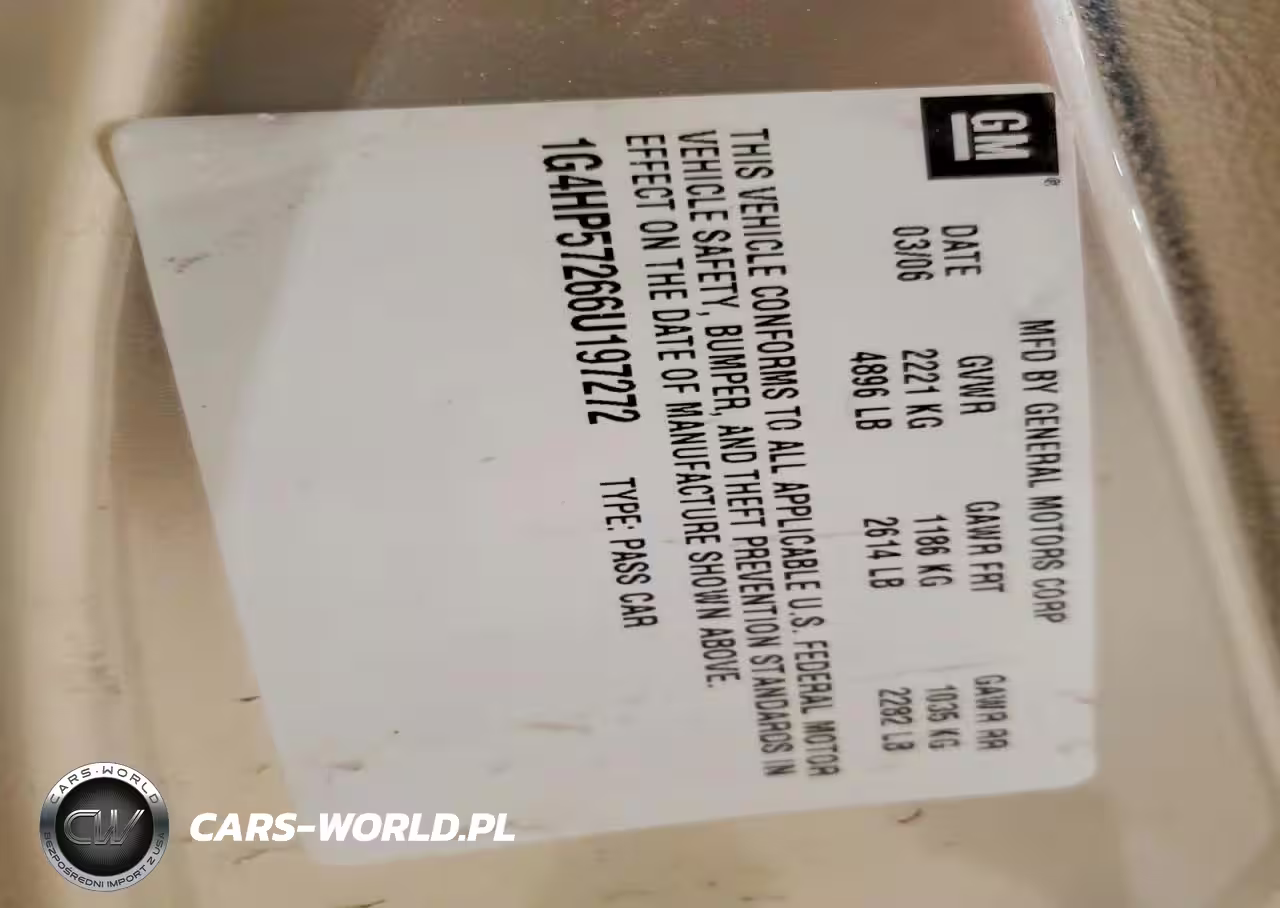 GM
®
MFD BY GENERAL MOTORS CORP
DATE GVWR GAWR FRT GAWR RR
03/06 2221 KG 1186 KG 1035 KG
4896 LB 2614 LB 2282 LB
THIS VEHICLE CONFORMS TO ALL APPLICABLE U.S. FEDERAL MOTOR
VEHICLE SAFETY, BUMPER, AND THEFT PREVENTION STANDARDS IN
EFFECT ON THE DATE OF MANUFACTURE SHOWN ABOVE.
1G4HP57266U197272 TYPE: PASS CAR
CARS-WORLD
CW
BEZPOŚREDNI IMPORT Z USA
CARS-WORLD.PL